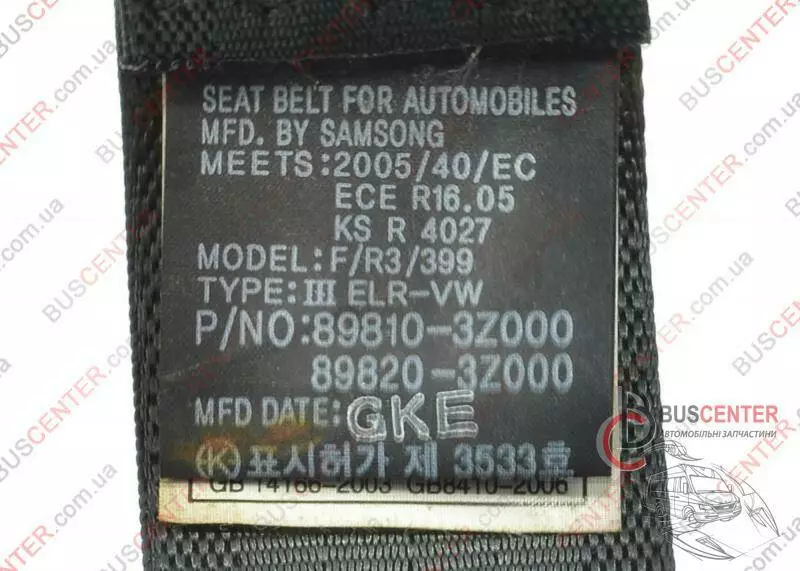 SEAT BELT FOR AUTOMOBILES
MFD. BY SAMSONG
MEETS:2005/40/EC
ECE R16.05
KS R 4027
MODEL:F/R3/399
TYPE:III ELR-VW
P/NO:89810-3Z000
89820-3Z000
MFD DATE:GKE
(K)표시허가 제 3533호
GB 14166-2003 GB8410-2006
BUSCENTER
АВТОМОБІЛЬНІ ЗАПЧАСТИНИ
BUSCENTER.com.ua